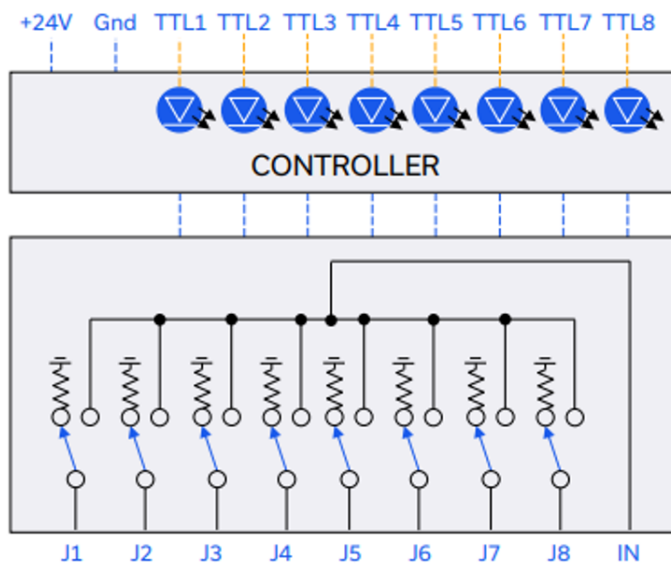 +24V Gnd TTL1 TTL2 TTL3 TTL4 TTL5 TTL6 TTL7 TTL8
CONTROLLER
J1 J2 J3 J4 J5 J6 J7 J8 IN